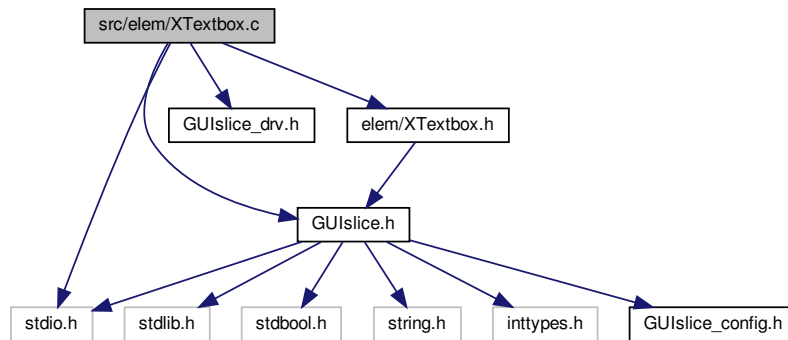 src/elem/XTextbox.c
GUIslice_drv.h
elem/XTextbox.h
GUIslice.h
stdio.h
stdlib.h
stdbool.h
string.h
inttypes.h
GUIslice_config.h